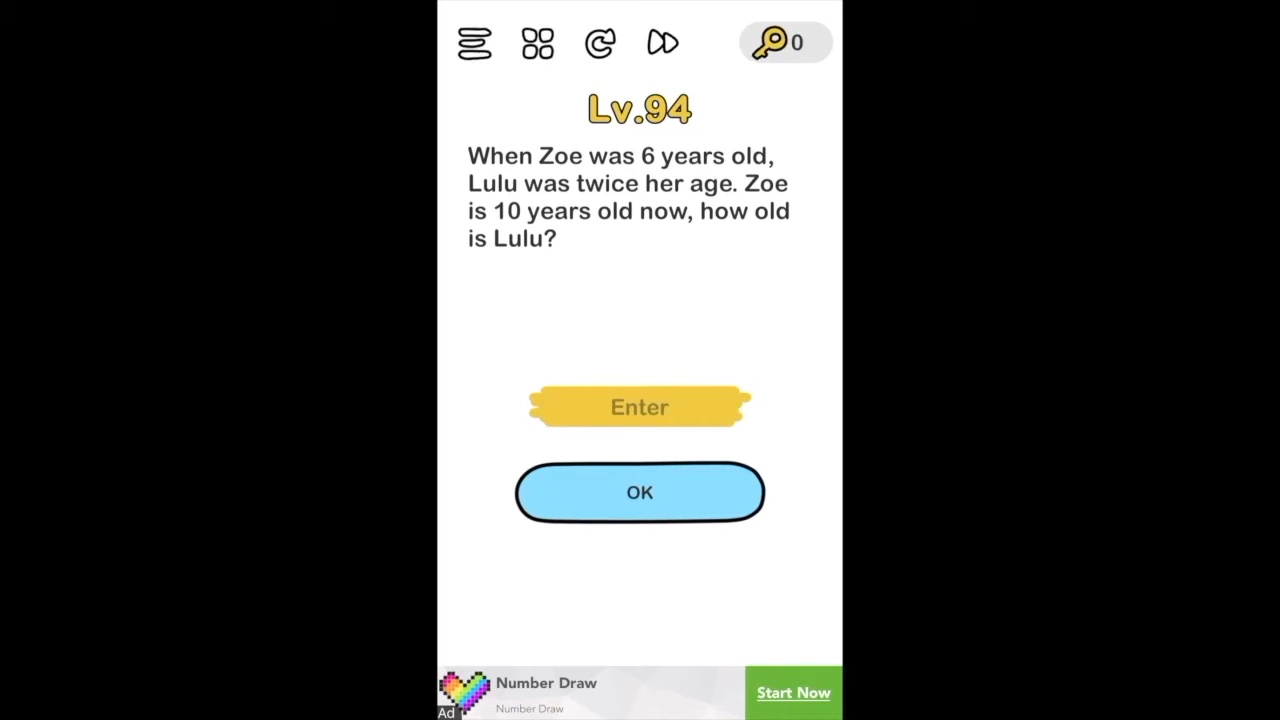 0
Lv.94
When Zoe was 6 years old,
Lulu was twice her age. Zoe
is 10 years old now, how old
is Lulu?
Enter
OK
Number Draw
Number Draw
Ad
Start Now